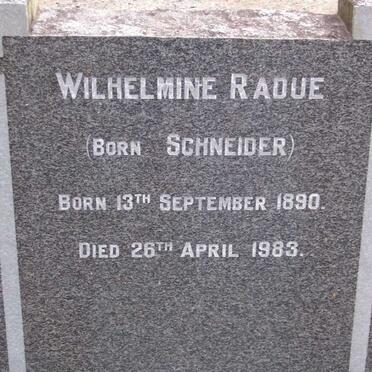 WILHELMINE RADUE
(BORN SCHNEIDER)
BORN 13TH SEPTEMBER 1890.
DIED 26TH APRIL 1983.